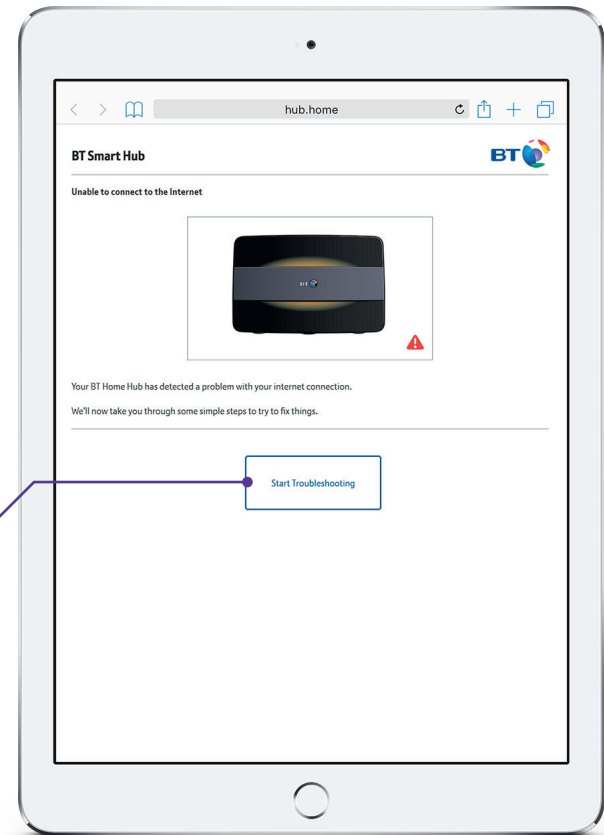 hub.home
BT Smart Hub
BT
Unable to connect to the Internet
BT
Your BT Home Hub has detected a problem with your internet connection.
We'll now take you through some simple steps to try to fix things.
Start Troubleshooting